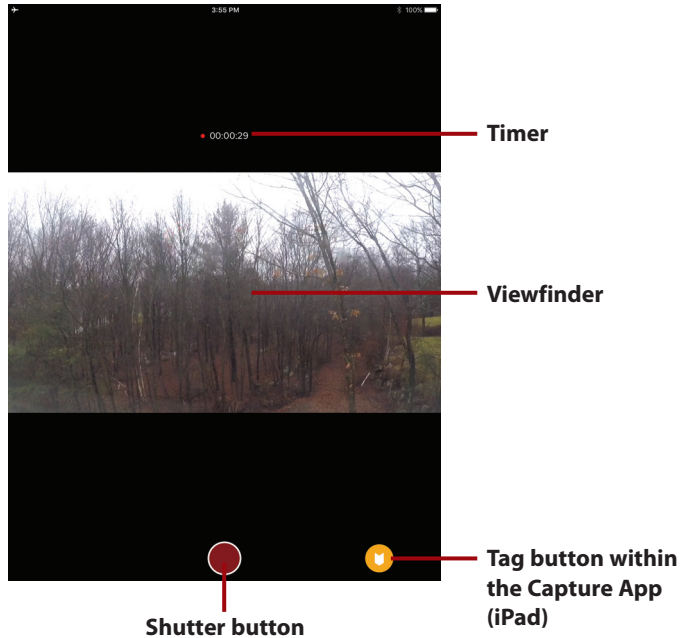 3:55 PM
100%
00:00:29
Timer
Viewfinder
Tag button within
the Capture App
(iPad)
Shutter button